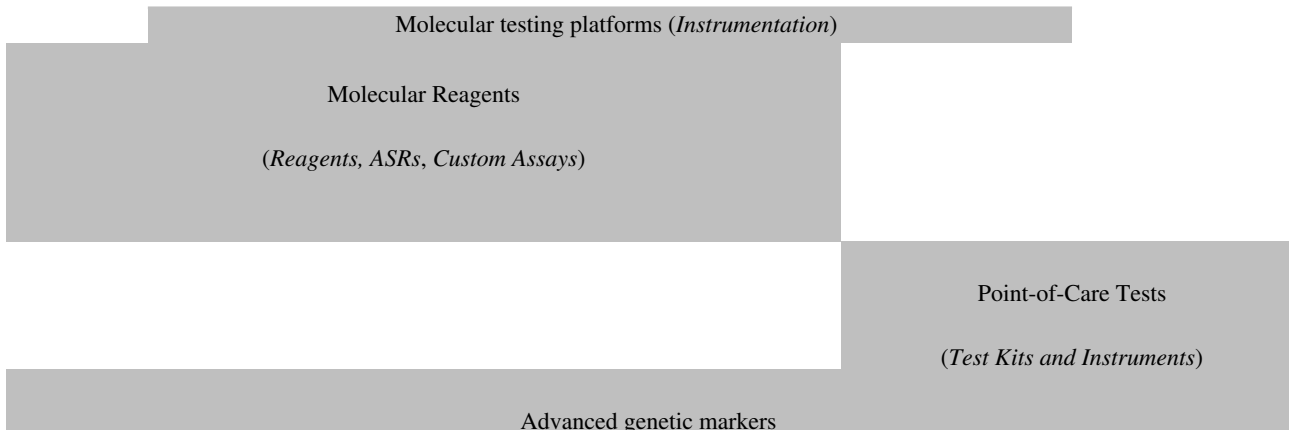 Molecular testing platforms (Instrumentation)
Molecular Reagents
(Reagents, ASRs, Custom Assays)
Point-of-Care Tests
(Test Kits and Instruments)
Advanced genetic markers